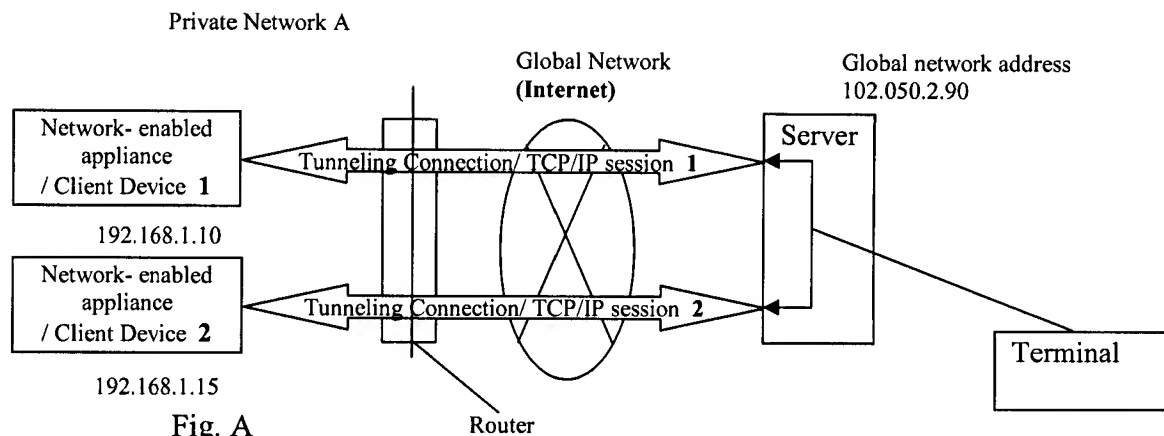 Private Network A
Global Network
(Internet)
Global network address
102.050.2.90
Network- enabled
appliance
/ Client Device 1
Tunneling Connection/ TCP/IP session 1
Server
192.168.1.10
Network- enabled
appliance
/ Client Device 2
Tunneling Connection/ TCP/IP session 2
Terminal
192.168.1.15
Fig. A
Router